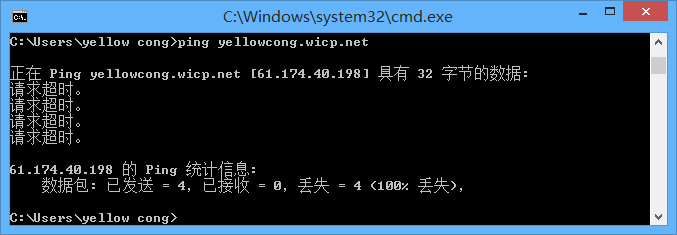 C:\Windows\system32\cmd.exe
C:\Users\yellow cong>ping yellowcong.wicp.net
正在 Ping yellowcong.wicp.net [61.174.40.198] 具有 32 字节的数据:
请求超时。
请求超时。
请求超时。
请求超时。
61.174.40.198 的 Ping 统计信息:
数据包: 已发送 = 4, 已接收 = 0, 丢失 = 4 (100% 丢失),
C:\Users\yellow cong>